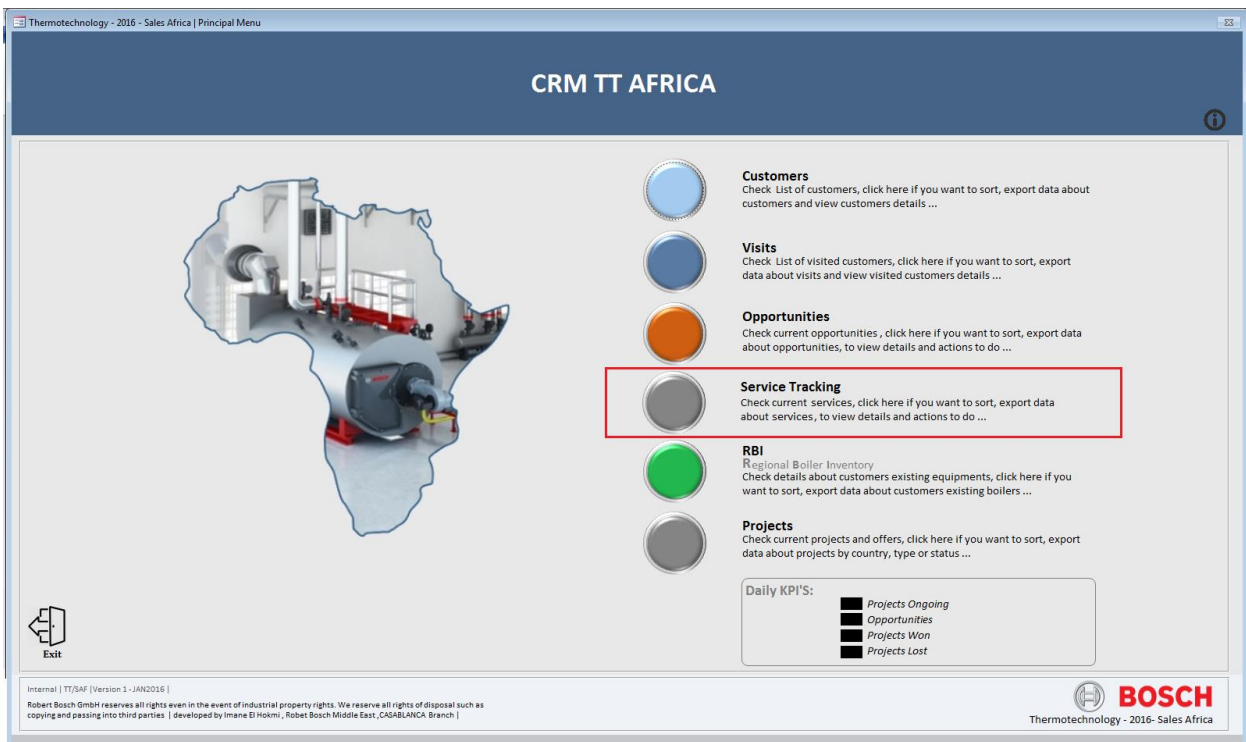 Thermotechnology - 2016 - Sales Africa | Principal Menu
CRM TT AFRICA
Customers
Check List of customers, click here if you want to sort, export data about
customers and view customers details ...
Visits
Check List of visited customers, click here if you want to sort, export
data about visits and view visited customers details ...
Opportunities
Check current opportunities , click here if you want to sort, export data
about opportunities, to view details and actions to do ...
Service Tracking
Check current services, click here if you want to sort, export data
about services, to view details and actions to do ...
RBI
Regional Boiler Inventory
Check details about customers existing equipments, click here if you
want to sort, export data about customers existing boilers ...
Projects
Check current projects and offers, click here if you want to sort, export
data about projects by country, type or status ...
Daily KPI'S:
Projects Ongoing
Opportunities
Projects Won
Projects Lost
Exit
Internal | TT/SAF |Version 1 - JAN2016 |
Robert Bosch GmbH reserves all rights even in the event of industrial property rights. We reserve all rights of disposal such as
copying and passing into third parties | developed by Imane El Hokmi , Robet Bosch Middle East ,CASABLANCA Branch |
BOSCH
Thermotechnology - 2016- Sales Africa